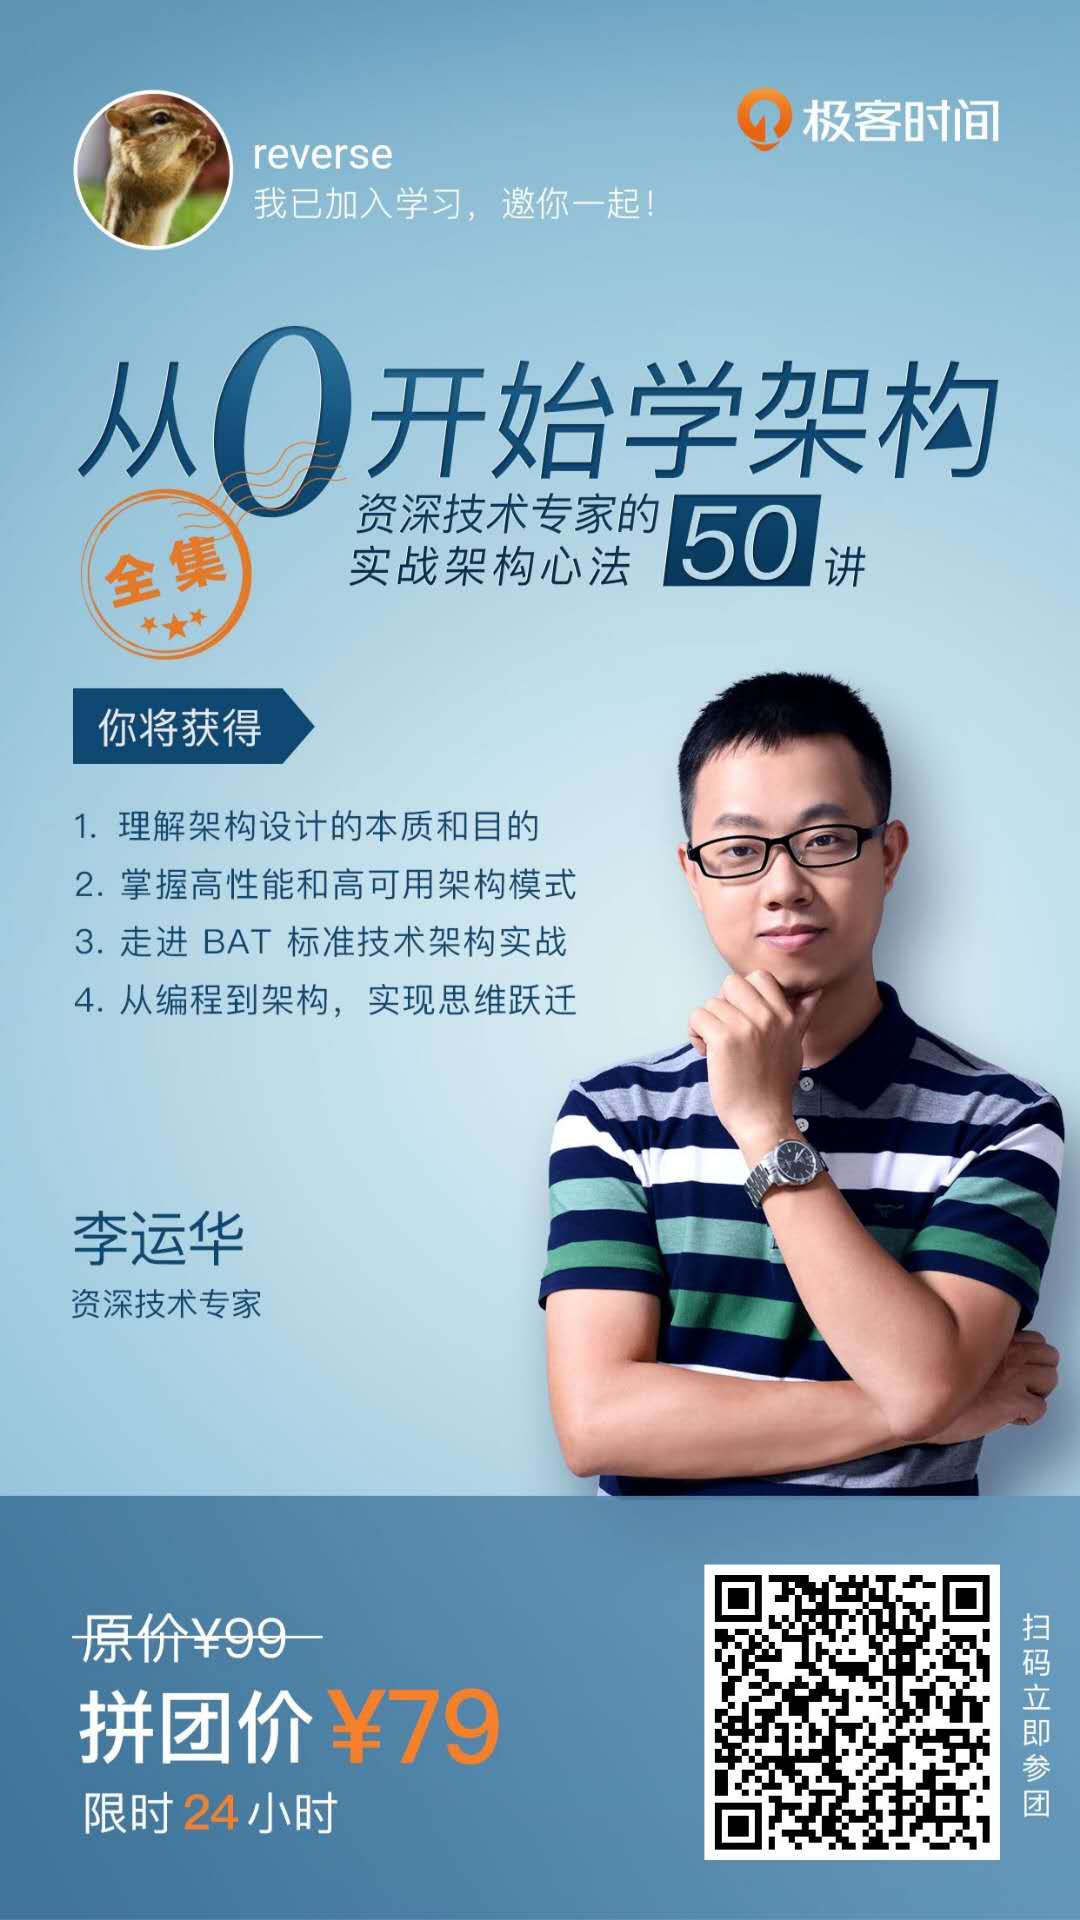 极客时间
reverse
我已加入学习，邀你一起！
从0开始学架构
资深技术专家的
实战架构心法 50 讲
全集
你将获得
1. 理解架构设计的本质和目的
2. 掌握高性能和高可用架构模式
3. 走进 BAT 标准技术架构实战
4. 从编程到架构，实现思维跃迁
李运华
资深技术专家
原价¥99
拼团价¥79
限时24小时
扫码立即参团